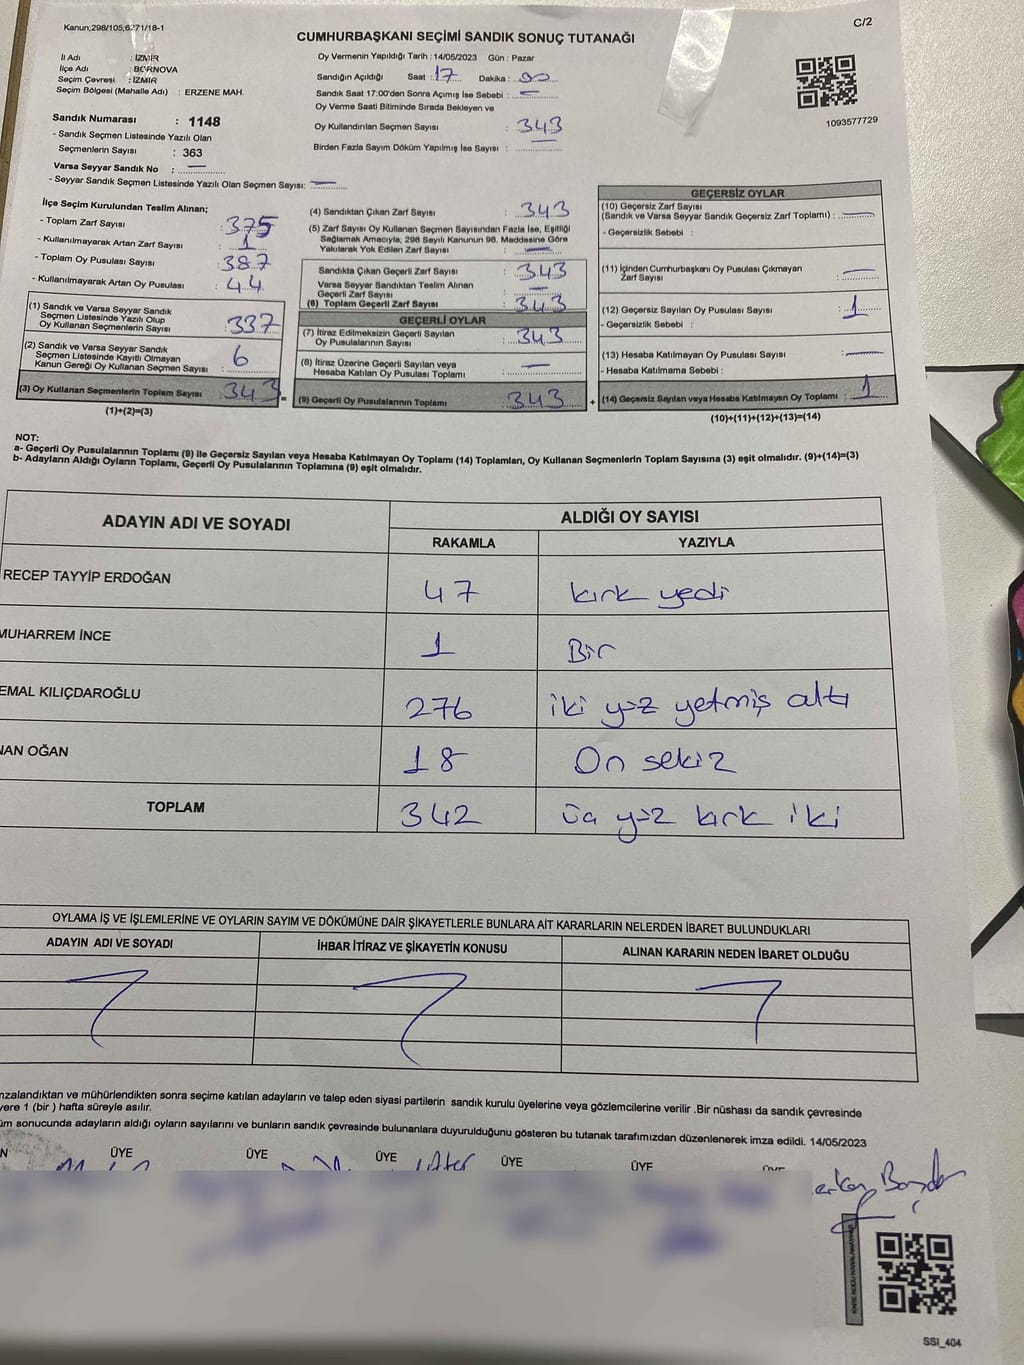 Kanun;298/105;6271/18-1
C/2
CUMHURBAŞKANI SEÇİMİ SANDIK SONUÇ TUTANAĞI
İl Adı : İZMİR
İlçe Adı : BORNOVA
Seçim Çevresi : İZMİR
Seçim Bölgesi (Mahalle Adı) : ERZENE MAH.
Sandık Numarası : 1148
- Sandık Seçmen Listesinde Yazılı Olan
Seçmenlerin Sayısı : 363
Varsa Seyyar Sandık No : —
- Seyyar Sandık Seçmen Listesinde Yazılı Olan Seçmen Sayısı: —
Oy Vermenin Yapıldığı Tarih : 14/05/2023 Gün : Pazar
Sandığın Açıldığı Saat : 17 Dakika : 00
Sandık Saat 17:00'den Sonra Açımış İse Sebebi : —
Oy Verme Saati Bitiminde Sırada Bekleyen ve
Oy Kullandırılan Seçmen Sayısı : 343
Birden Fazla Sayım Döküm Yapılmış İse Sayısı : —
1093577729
İlçe Seçim Kurulundan Teslim Alınan;
- Toplam Zarf Sayısı : 375
- Kullanılmayarak Artan Zarf Sayısı : 1
- Toplam Oy Pusulası Sayısı : 387
- Kullanılmayarak Artan Oy Pusulası : 44
(1) Sandık ve Varsa Seyyar Sandık
Seçmen Listesinde Yazılı Olup
Oy Kullanan Seçmenlerin Sayısı : 337
(2) Sandık ve Varsa Seyyar Sandık
Seçmen Listesinde Kayıtlı Olmayan
Kanun Gereği Oy Kullanan Seçmen Sayısı : 6
(3) Oy Kullanan Seçmenlerin Toplam Sayısı : 343 =
(1)+(2)=(3)
(4) Sandıktan Çıkan Zarf Sayısı : 343
(5) Zarf Sayısı Oy Kullanan Seçmen Sayısından Fazla İse, Eşitliği
Sağlamak Amacıyla; 298 Sayılı Kanunun 98. Maddesine Göre
Yakılarak Yok Edilen Zarf Sayısı : —
Sandıkta Çıkan Geçerli Zarf Sayısı : 343
Varsa Seyyar Sandıktan Teslim Alınan
Geçerli Zarf Sayısı : —
(6) Toplam Geçerli Zarf Sayısı : 343
GEÇERLİ OYLAR
(7) İtiraz Edilmeksizin Geçerli Sayılan
Oy Pusulalarının Sayısı : 343
(8) İtiraz Üzerine Geçerli Sayılan veya
Hesaba Katılan Oy Pusulası Toplamı : —
(9) Geçerli Oy Pusulalarının Toplamı : 343 +
GEÇERSİZ OYLAR
(10) Geçersiz Zarf Sayısı
(Sandık ve Varsa Seyyar Sandık Geçersiz Zarf Toplamı) : —
- Geçersizlik Sebebi :
(11) İçinden Cumhurbaşkanı Oy Pusulası Çıkmayan
Zarf Sayısı : —
(12) Geçersiz Sayılan Oy Pusulası Sayısı : 1
- Geçersizlik Sebebi :
(13) Hesaba Katılmayan Oy Pusulası Sayısı : —
- Hesaba Katılmama Sebebi :
(14) Geçersiz Sayılan veya Hesaba Katılmayan Oy Toplamı : 1
(10)+(11)+(12)+(13)=(14)
NOT:
a- Geçerli Oy Pusulalarının Toplamı (9) ile Geçersiz Sayılan veya Hesaba Katılmayan Oy Toplamı (14) Toplamları, Oy Kullanan Seçmenlerin Toplam Sayısına (3) eşit olmalıdır. (9)+(14)=(3)
b- Adayların Aldığı Oyların Toplamı, Geçerli Oy Pusulalarının Toplamına (9) eşit olmalıdır.
ADAYIN ADI VE SOYADI
ALDIĞI OY SAYISI
RAKAMLA YAZIYLA
RECEP TAYYİP ERDOĞAN 47 kırk yedi
MUHARREM İNCE 1 Bir
EMAL KILIÇDAROĞLU 276 iki yüz yetmiş altı
NAN OĞAN 18 On sekiz
TOPLAM 342 üç yüz kırk iki
OYLAMA İŞ VE İŞLEMLERİNE VE OYLARIN SAYIM VE DÖKÜMÜNE DAİR ŞİKAYETLERLE BUNLARA AİT KARARLARIN NELERDEN İBARET BULUNDUKLARI
ADAYIN ADI VE SOYADI İHBAR İTİRAZ VE ŞİKAYETİN KONUSU ALINAN KARARIN NEDEN İBARET OLDUĞU
mzalandıktan ve mühürlendikten sonra seçime katılan adayların ve talep eden siyasi partilerin sandık kurulu üyelerine veya gözlemcilerine verilir .Bir nüshası da sandık çevresinde
yere 1 (bir ) hafta süreyle asılır.
üm sonucunda adayların aldığı oyların sayılarını ve bunların sandık çevresinde bulunanlara duyurulduğunu gösteren bu tutanak tarafımızdan düzenlenerek imza edildi. 14/05/2023
N ÜYE ÜYE ÜYE ÜYE ÜYE
SSI_404